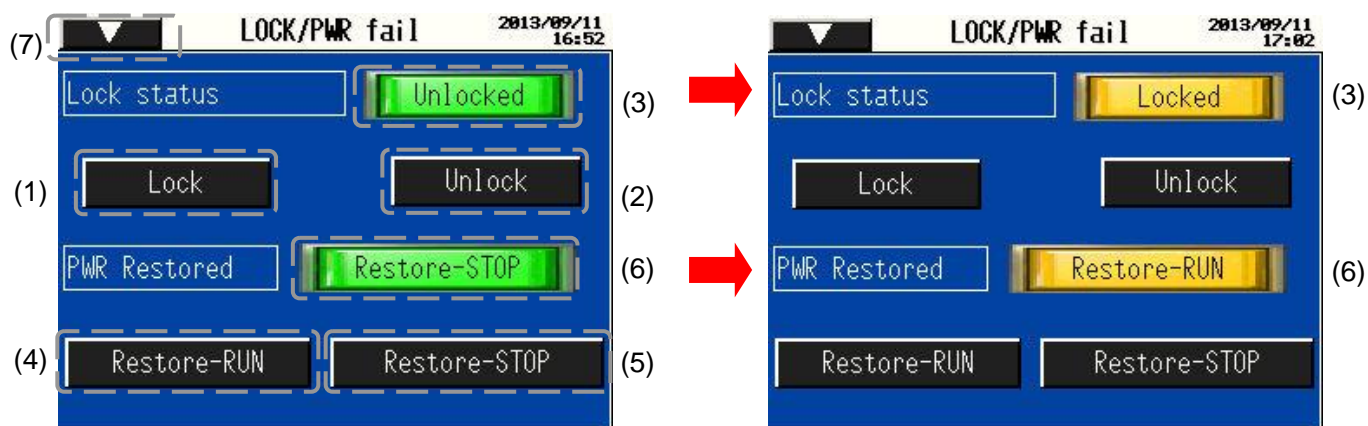 (7) LOCK/PWR fail 2013/09/11 16:52
Lock status Unlocked (3)
(1) Lock Unlock (2)
PWR Restored Restore-STOP (6)
(4) Restore-RUN Restore-STOP (5)
LOCK/PWR fail 2013/09/11 17:02
Lock status Locked (3)
Lock Unlock
PWR Restored Restore-RUN (6)
Restore-RUN Restore-STOP